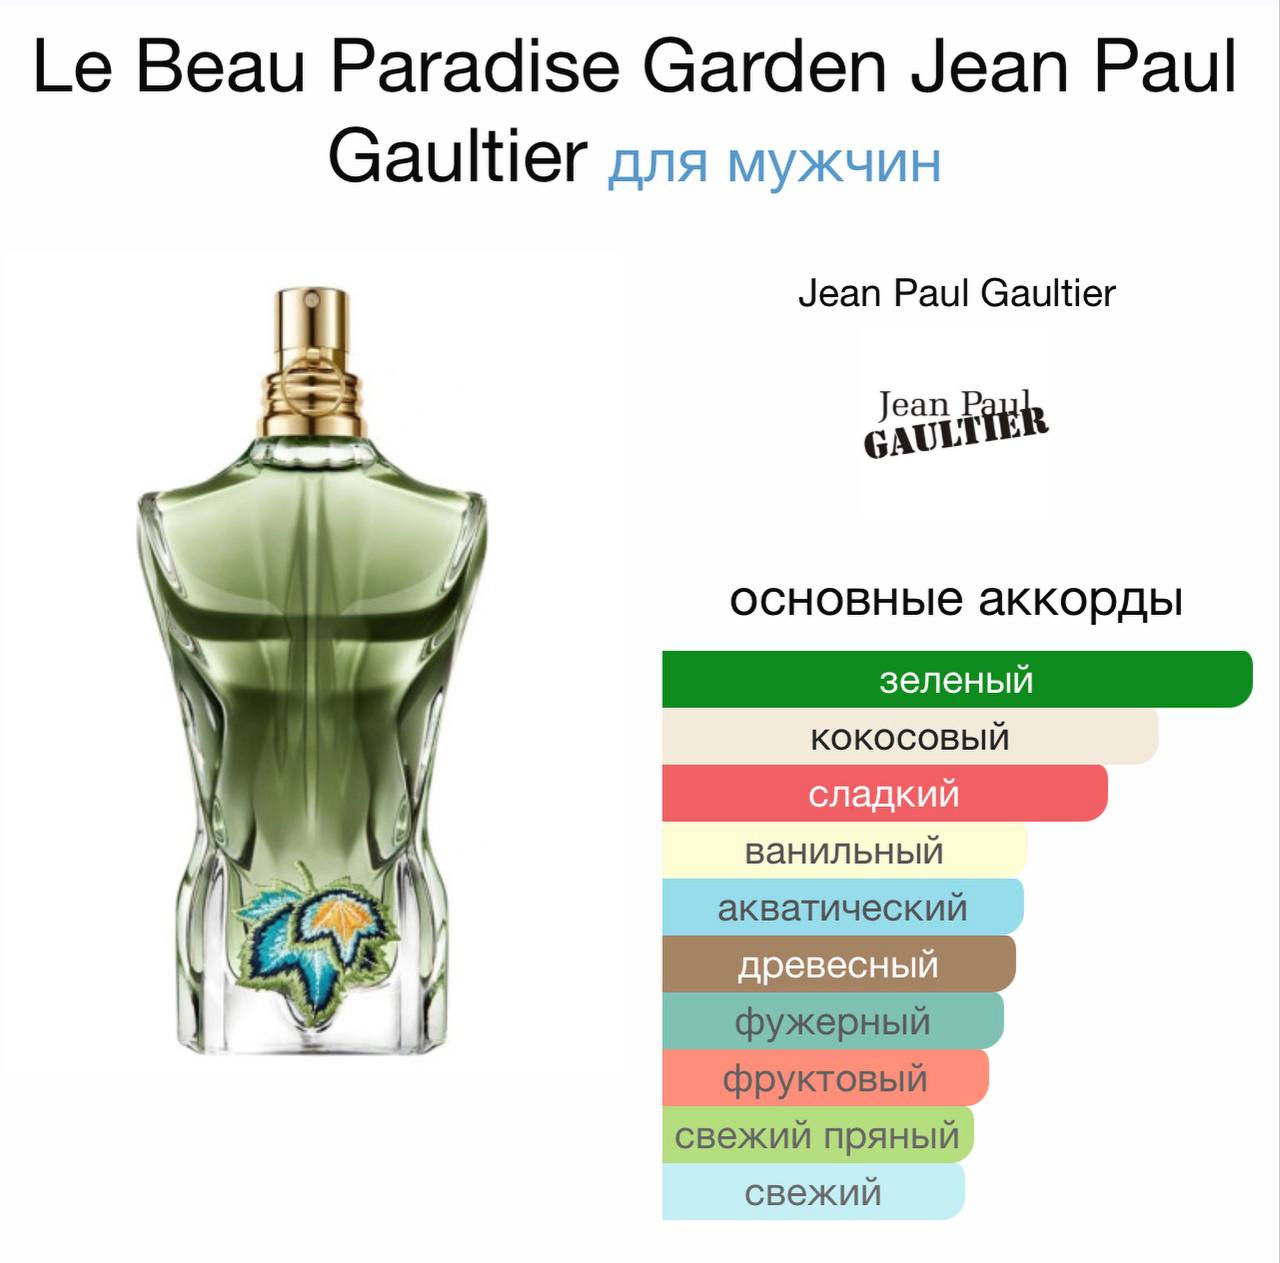 Le Beau Paradise Garden Jean Paul
Gaultier для мужчин
Jean Paul Gaultier
Jean Paul
GAULTIER
основные аккорды
зеленый
кокосовый
сладкий
ванильный
акватический
древесный
фужерный
фруктовый
свежий пряный
свежий